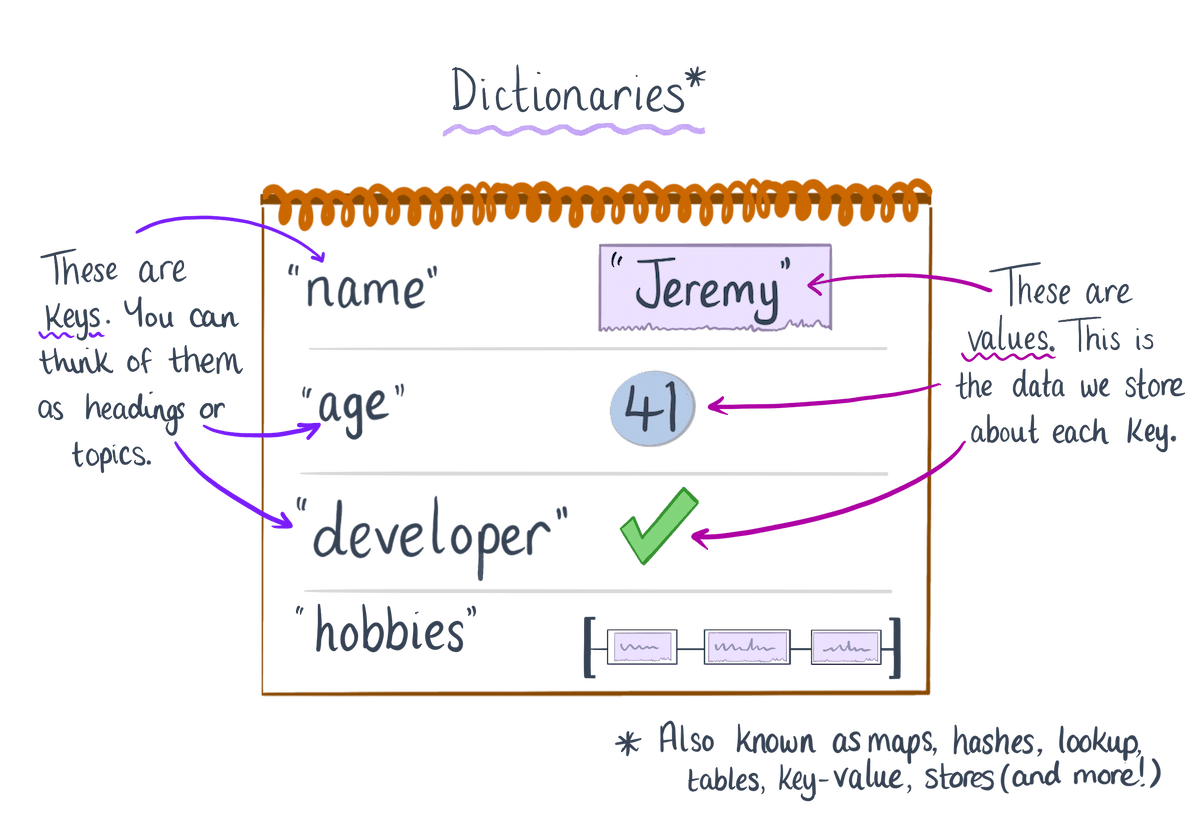 Dictionaries*
These are
Keys. You can
think of them
as headings or
topics.
"name"
"Jeremy"
"age"
41
"developer"
"hobbies"
[ ]
These are
values. This is
the data we store
about each key.
* Also known as maps, hashes, lookup,
tables, key-value, stores (and more!)